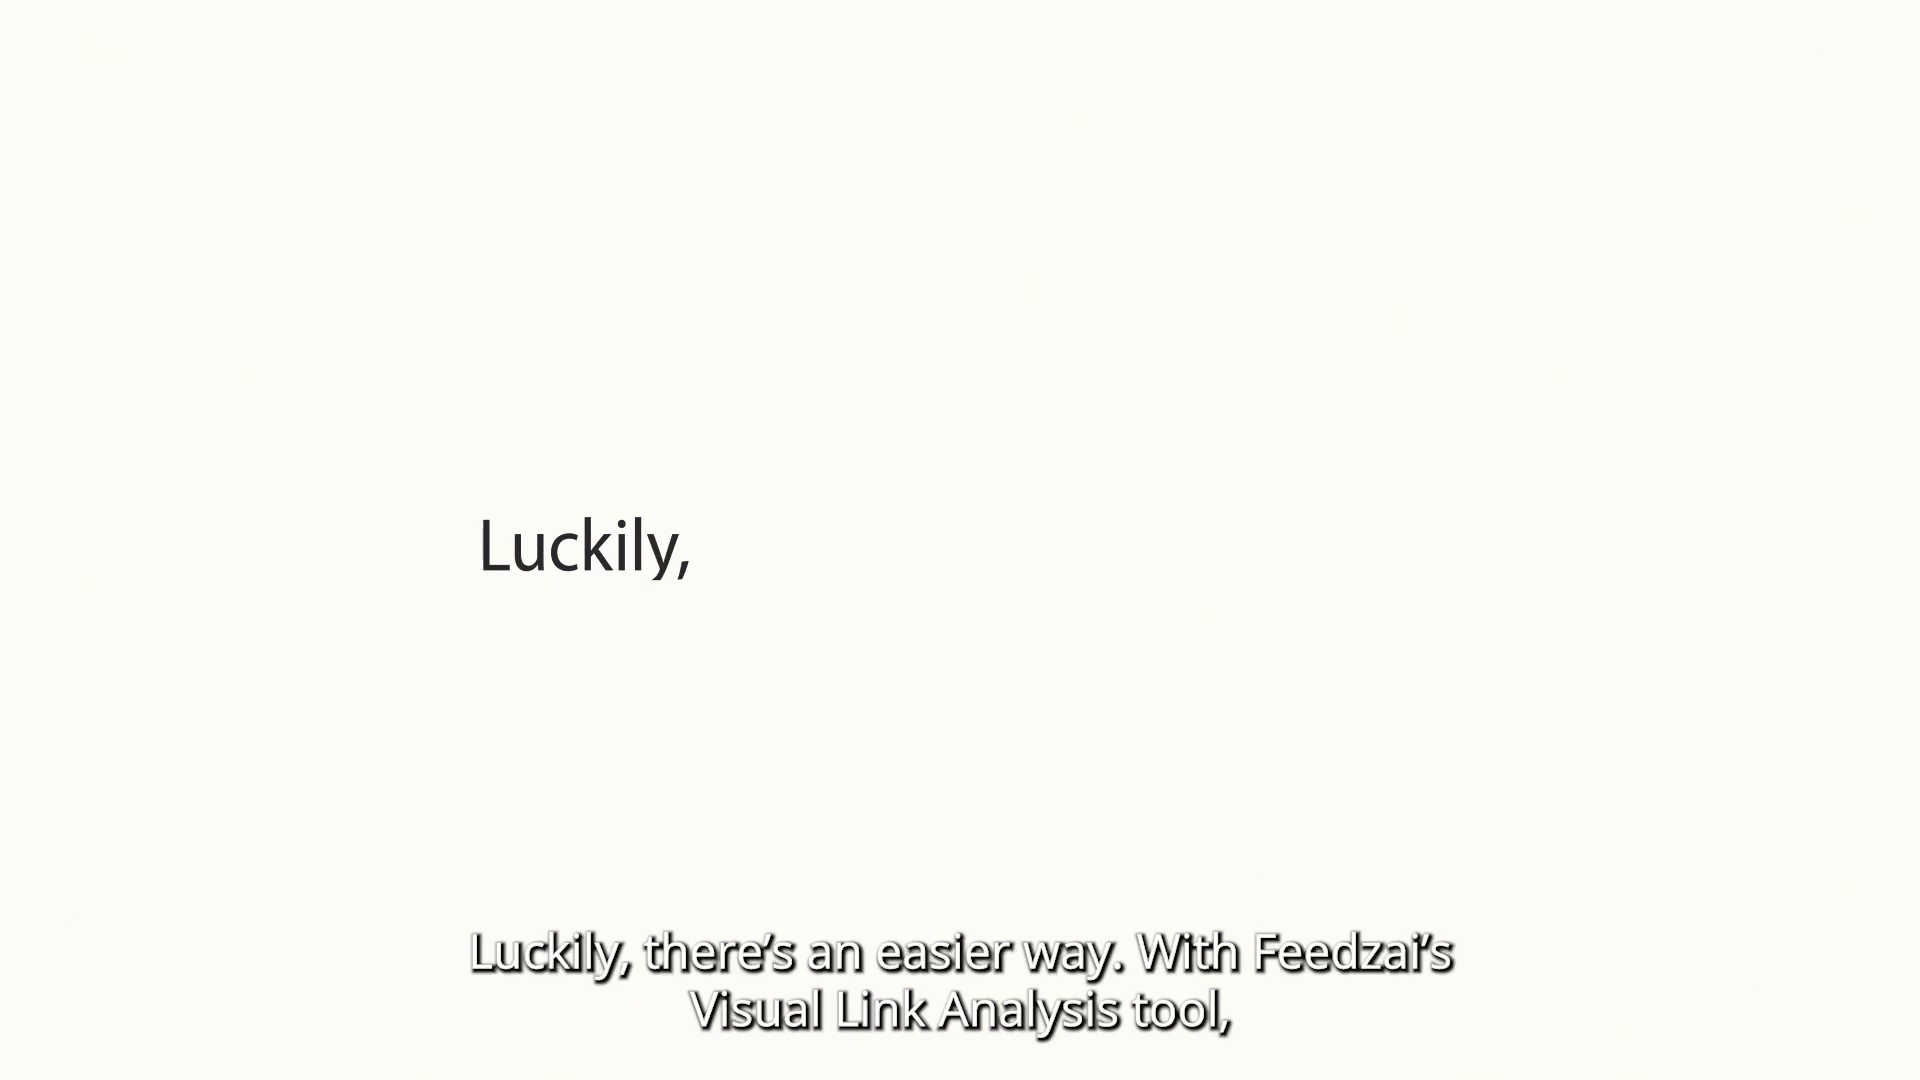 Luckily,
Luckily, there’s an easier way. With Feedzai’s
Visual Link Analysis tool,